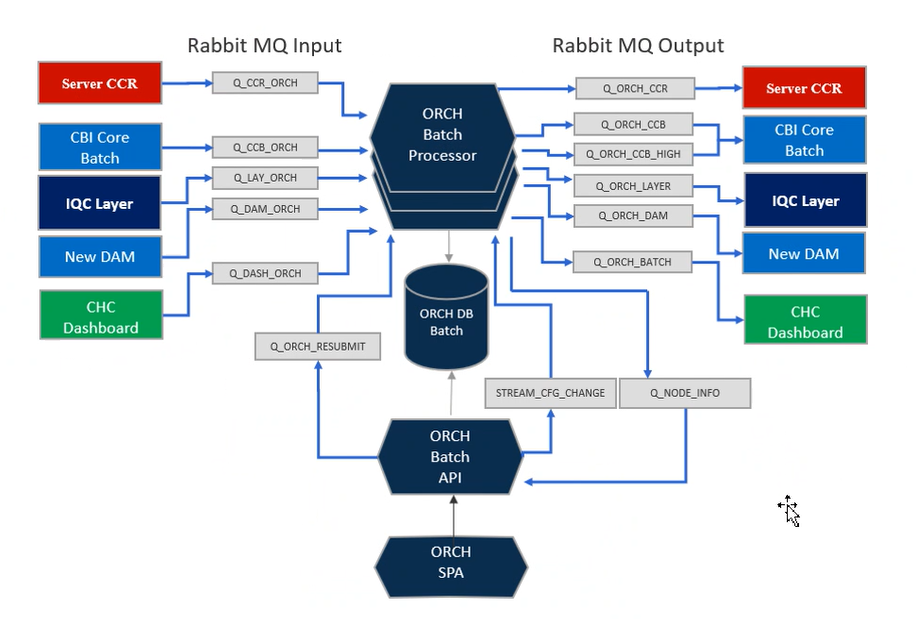 Rabbit MQ Input
Rabbit MQ Output
Server CCR
Q_CCR_ORCH
CBI Core
Batch
Q_CCB_ORCH
IQC Layer
Q_LAY_ORCH
New DAM
Q_DAM_ORCH
CHC
Dashboard
Q_DASH_ORCH
ORCH
Batch
Processor
Q_ORCH_CCR
Server CCR
Q_ORCH_CCB
Q_ORCH_CCB_HIGH
CBI Core
Batch
Q_ORCH_LAYER
IQC Layer
Q_ORCH_DAM
New DAM
Q_ORCH_BATCH
CHC
Dashboard
ORCH DB
Batch
Q_ORCH_RESUBMIT
STREAM_CFG_CHANGE
Q_NODE_INFO
ORCH
Batch
API
ORCH
SPA